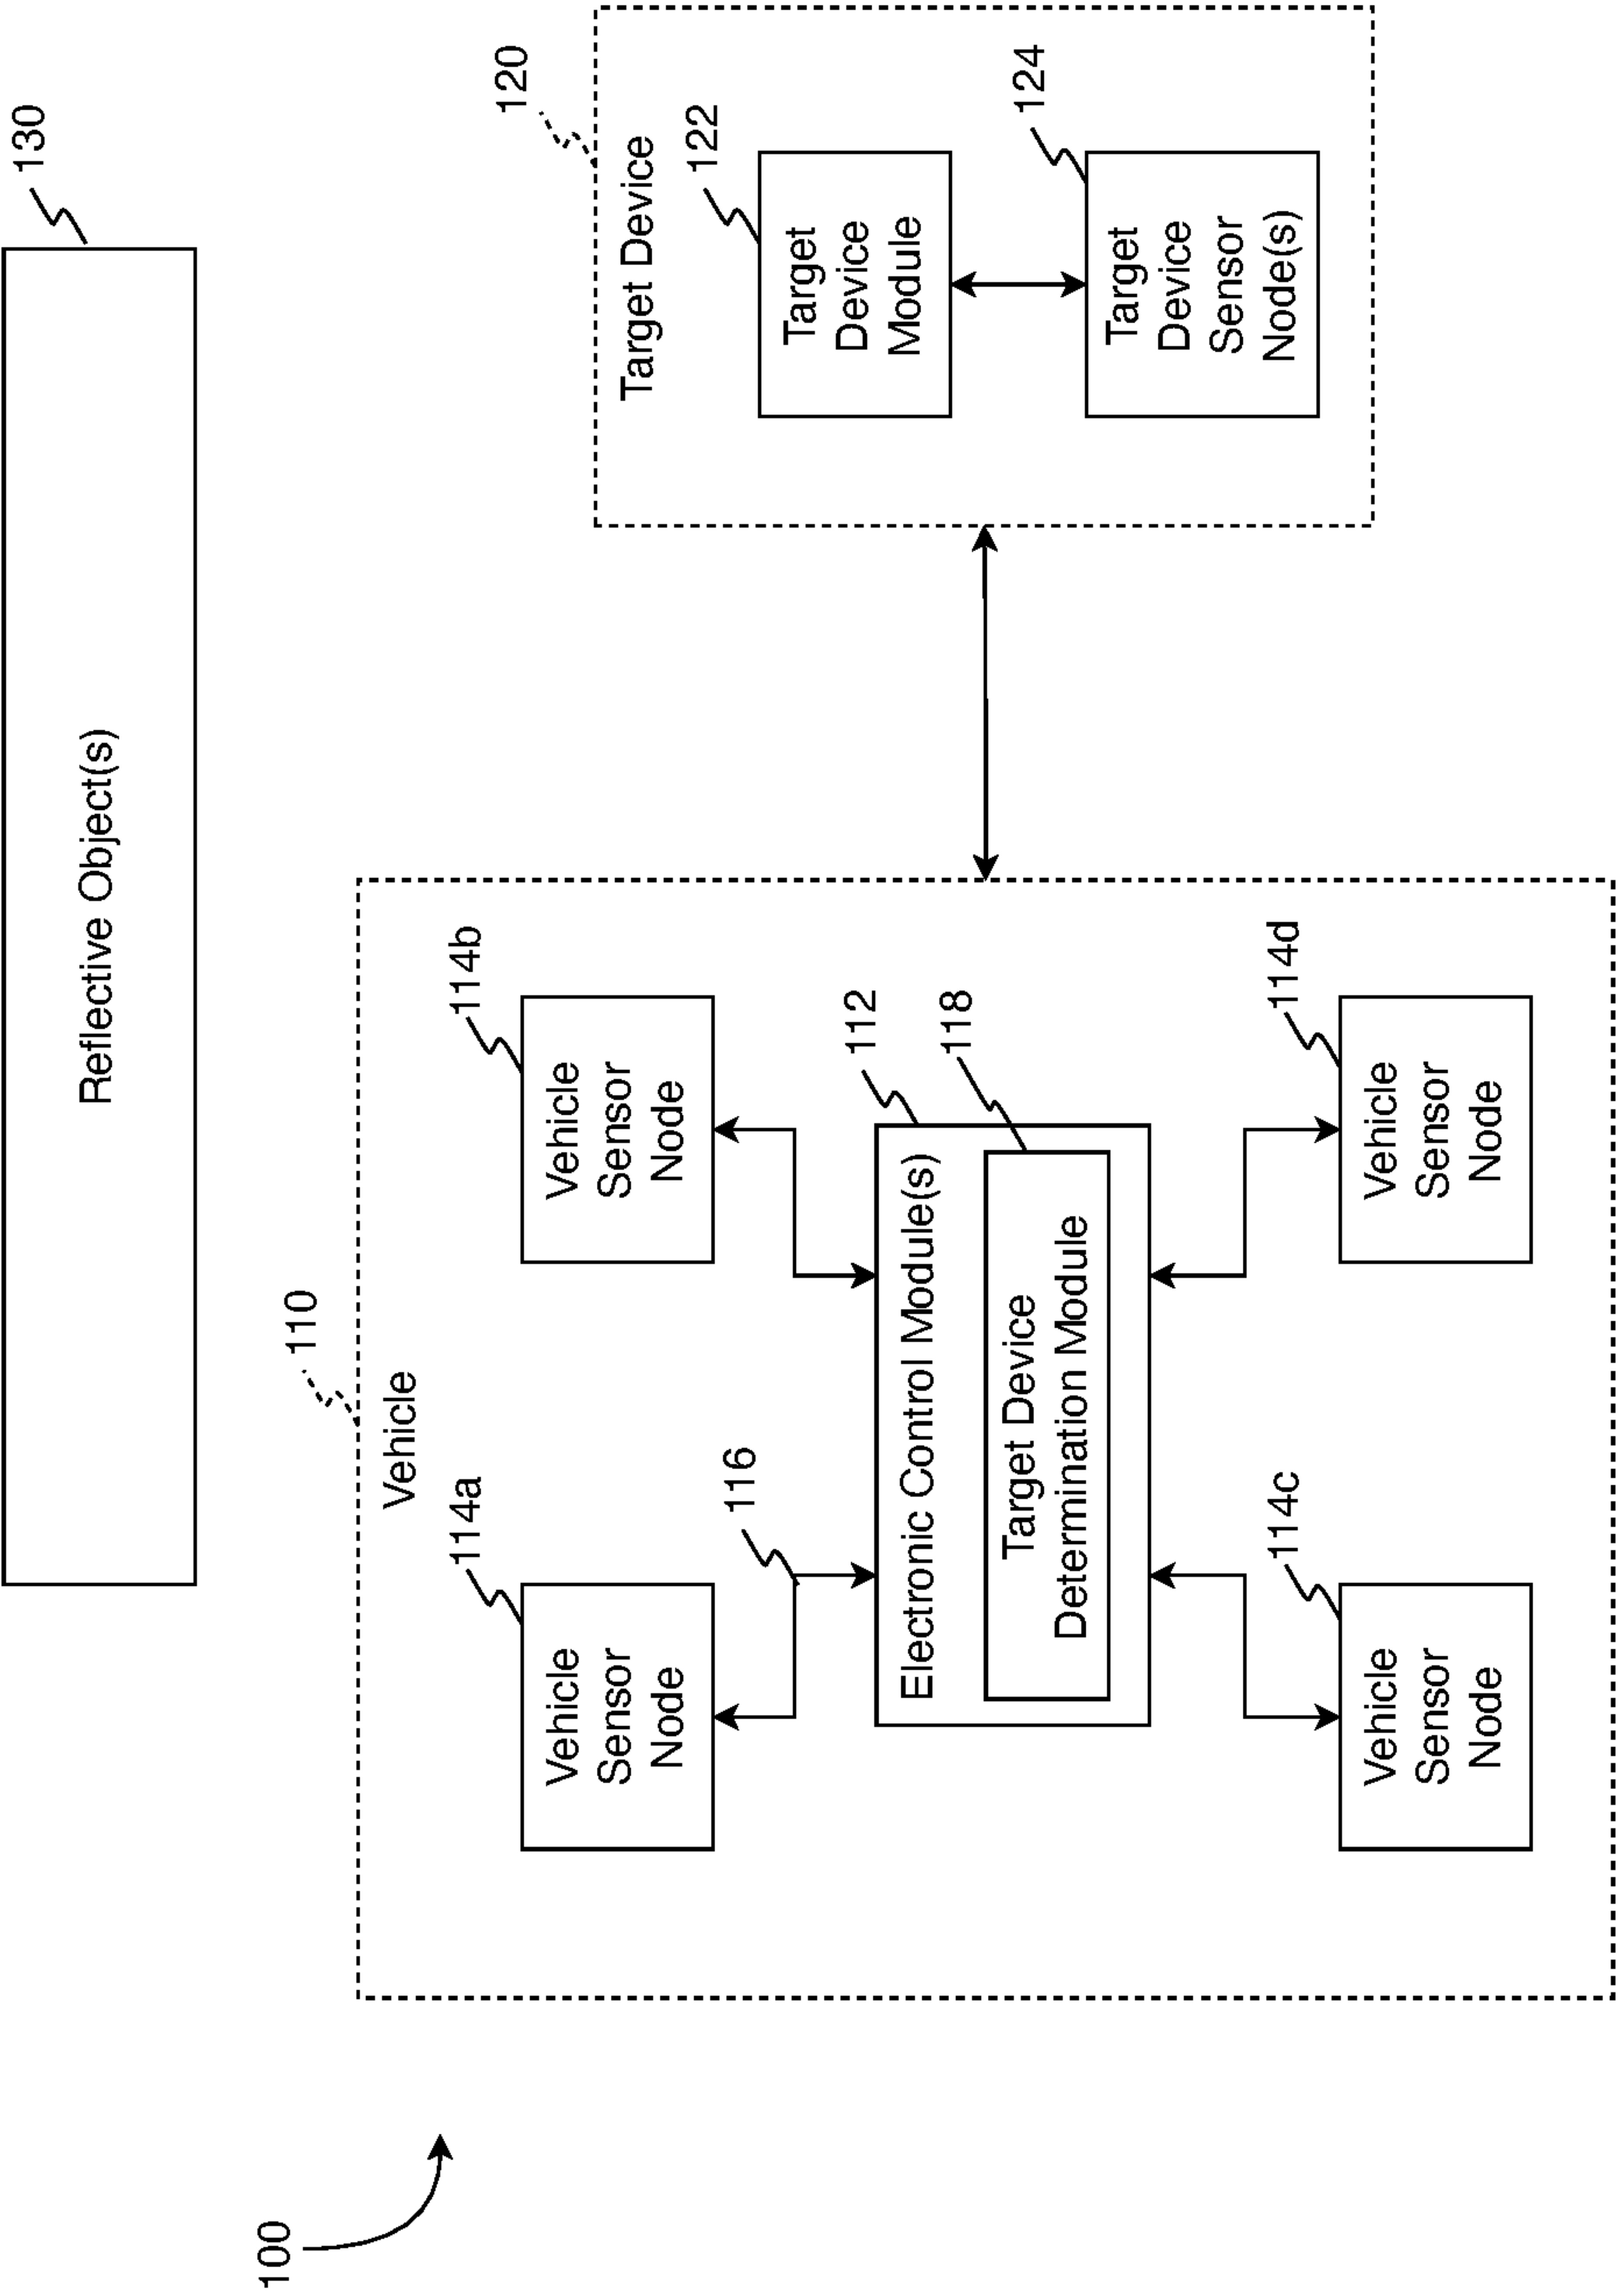 130
Reflective Object(s)
110
Vehicle
120
Target Device
114a
Vehicle
Sensor
Node
114b
Vehicle
Sensor
Node
122
Target
Device
Module
116
112
Electronic Control Module(s)
118
Target Device
Determination Module
124
Target
Device
Sensor
Node(s)
114c
Vehicle
Sensor
Node
114d
Vehicle
Sensor
Node
100